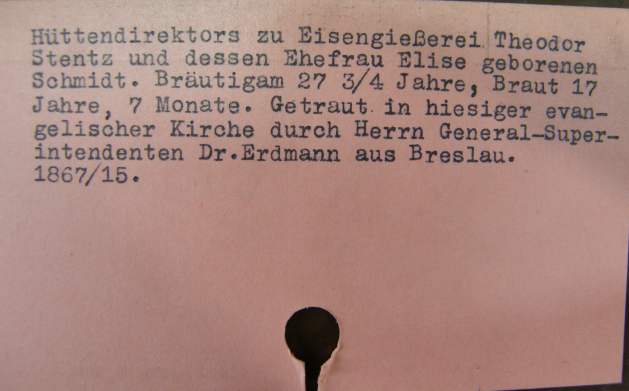 Hüttendirektors zu Eisengießerei Theodor
Stentz und dessen Ehefrau Elise geborenen
Schmidt. Bräutigam 27 3/4 Jahre, Braut 17
Jahre, 7 Monate. Getraut in hiesiger evan-
gelischer Kirche durch Herrn General-Super-
intendenten Dr.Erdmann aus Breslau.
1867/15.